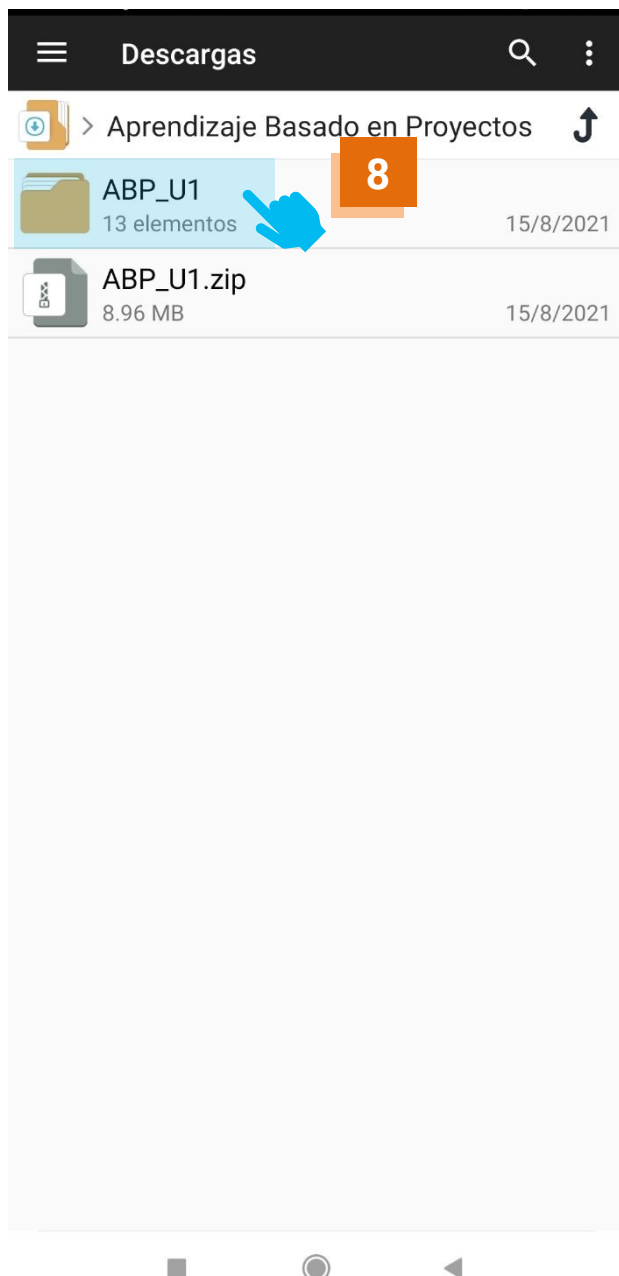 Descargas
> Aprendizaje Basado en Proyectos
8
ABP_U1
13 elementos
15/8/2021
ABP_U1.zip
8.96 MB
15/8/2021